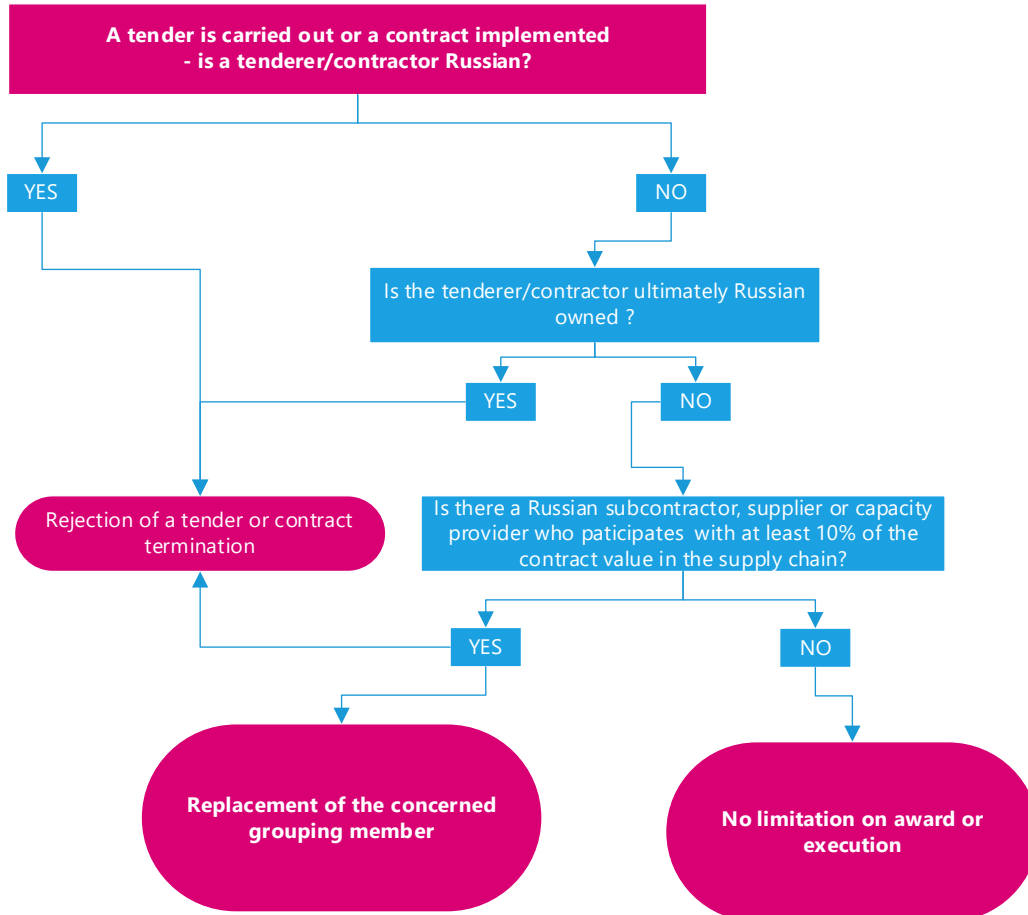 A tender is carried out or a contract implemented
- is a tenderer/contractor Russian?
YES
NO
Is the tenderer/contractor ultimately Russian
owned ?
YES
NO
Rejection of a tender or contract
termination
Is there a Russian subcontractor, supplier or capacity
provider who paticipates with at least 10% of the
contract value in the supply chain?
YES
NO
Replacement of the concerned
grouping member
No limitation on award or
execution